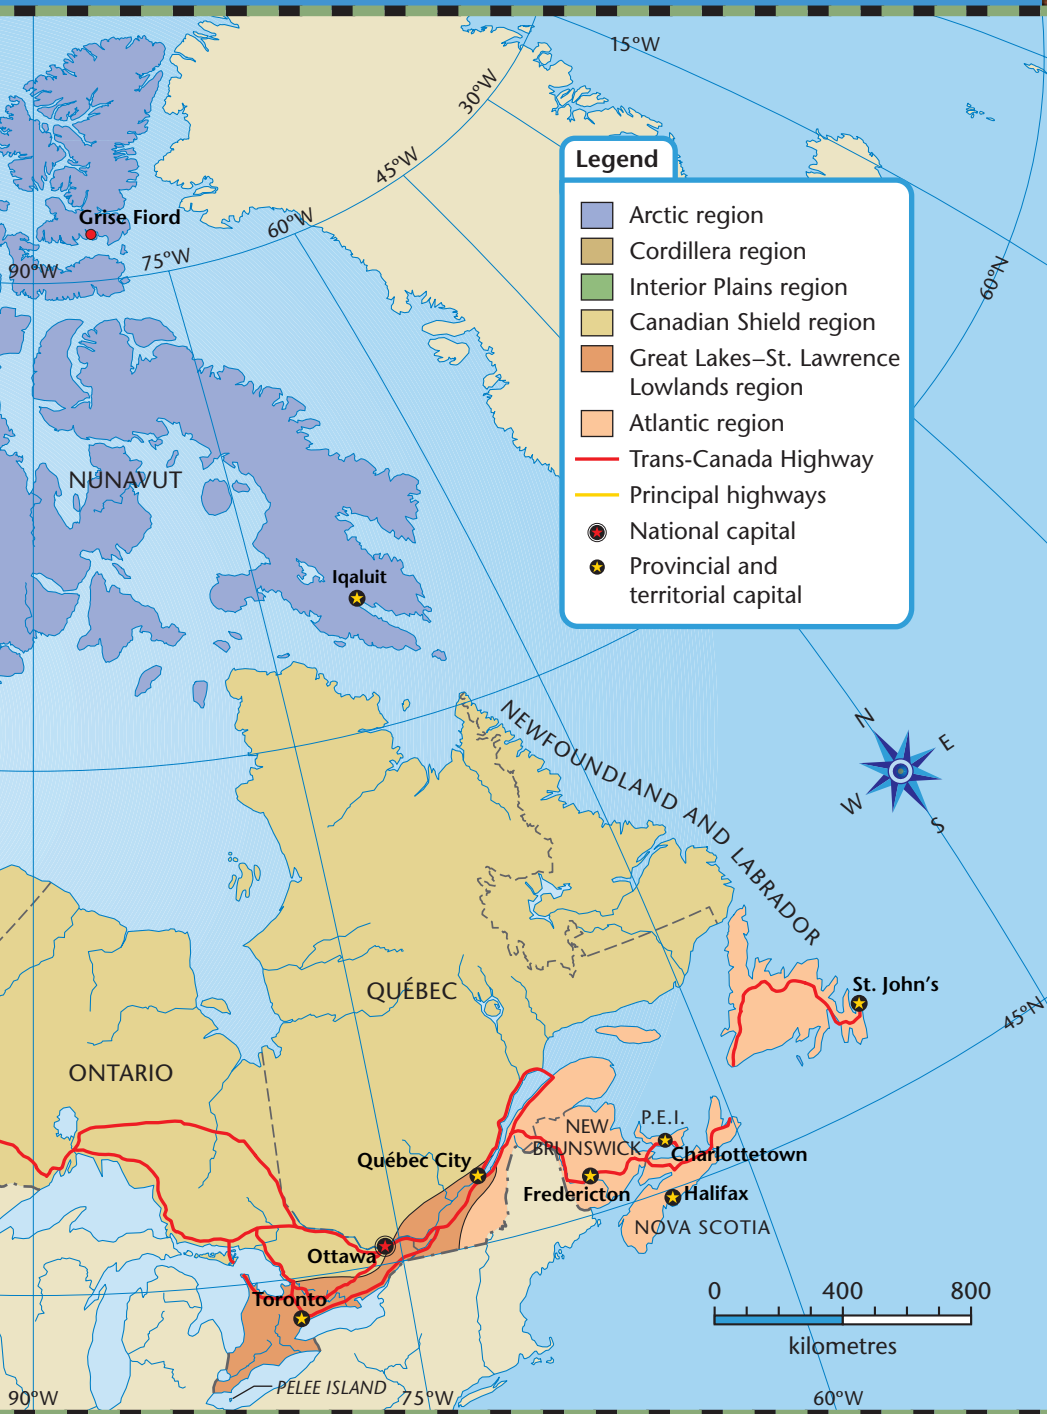 15°W
30°W
45°W
60°W
75°W
90°W
Grise Fiord
Legend
Arctic region
Cordillera region
Interior Plains region
Canadian Shield region
Great Lakes–St. Lawrence
Lowlands region
Atlantic region
Trans-Canada Highway
Principal highways
National capital
Provincial and
territorial capital
60°N
NUNAVUT
Iqaluit
NEWFOUNDLAND AND LABRADOR
N
E
W
S
St. John's
45°N
QUÉBEC
ONTARIO
P.E.I.
NEW
BRUNSWICK
Charlottetown
Québec City
Fredericton
Halifax
NOVA SCOTIA
Ottawa
Toronto
0 400 800
kilometres
PELEE ISLAND
90°W
75°W
60°W